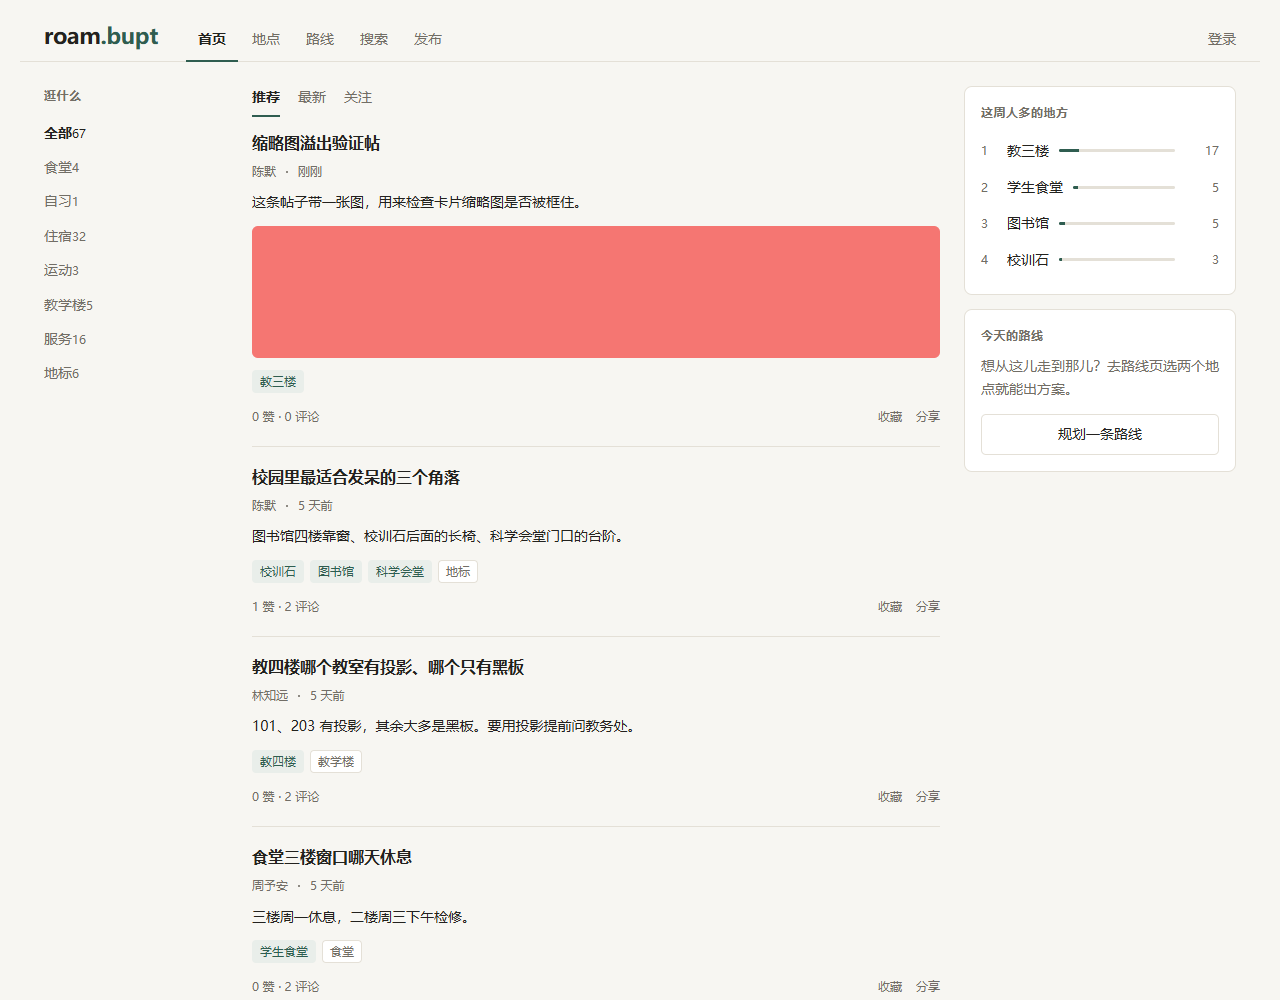 roam.bupt 首页 地点 路线 搜索 发布 登录
逛什么
全部67
食堂4
自习1
住宿32
运动3
教学楼5
服务16
地标6
推荐 最新 关注
缩略图溢出验证帖
陈默 · 刚刚
这条帖子带一张图，用来检查卡片缩略图是否被框住。
教三楼
0 赞 · 0 评论 收藏 分享
校园里最适合发呆的三个角落
陈默 · 5 天前
图书馆四楼靠窗、校训石后面的长椅、科学会堂门口的台阶。
校训石 图书馆 科学会堂 地标
1 赞 · 2 评论 收藏 分享
教四楼哪个教室有投影、哪个只有黑板
林知远 · 5 天前
101、203 有投影，其余大多是黑板。要用投影提前问教务处。
教四楼 教学楼
0 赞 · 2 评论 收藏 分享
食堂三楼窗口哪天休息
周予安 · 5 天前
三楼周一休息，二楼周三下午检修。
学生食堂 食堂
0 赞 · 2 评论 收藏 分享
这周人多的地方
1 教三楼 17
2 学生食堂 5
3 图书馆 5
4 校训石 3
今天的路线
想从这儿走到那儿？去路线页选两个地
点就能出方案。
规划一条路线